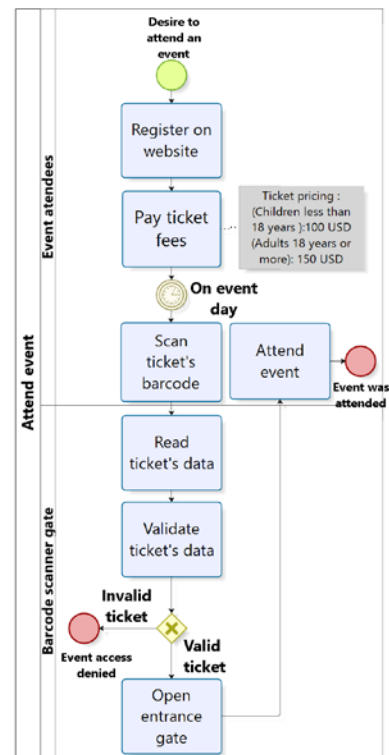 Desire to
attend an
event
Register on
website
Pay ticket
fees
Ticket pricing :
(Children less than
18 years ):100 USD
(Adults 18 years or
more): 150 USD
On event
day
Scan
ticket's
barcode
Attend
event
Event was
attended
Event atendees
Attend event
Read
ticket's data
Validate
ticket's data
Invalid
ticket
Valid
ticket
Event access
denied
Open
entrance
gate
Barcode scanner gate